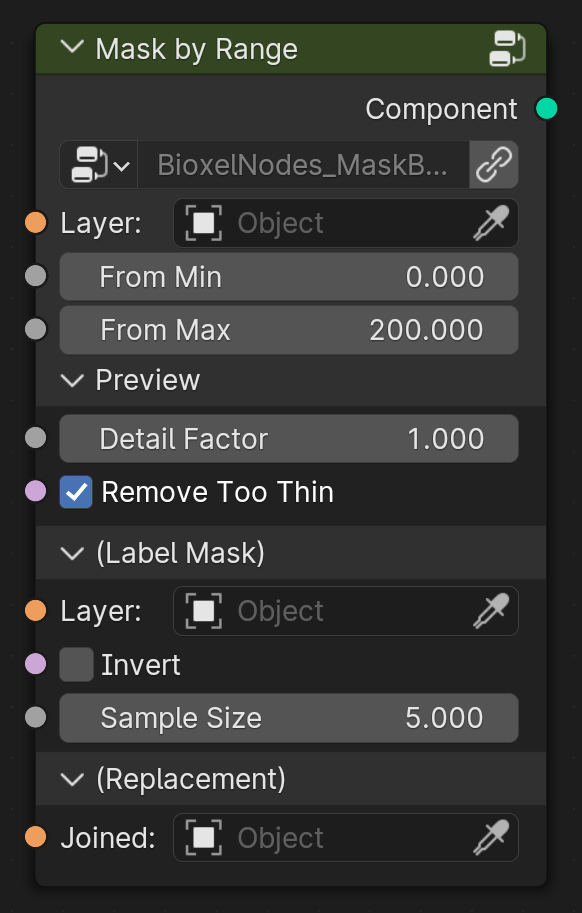 Mask by Range
Component
BioxelNodes_MaskB...
Layer: Object
From Min 0.000
From Max 200.000
Preview
Detail Factor 1.000
Remove Too Thin
(Label Mask)
Layer: Object
Invert
Sample Size 5.000
(Replacement)
Joined: Object